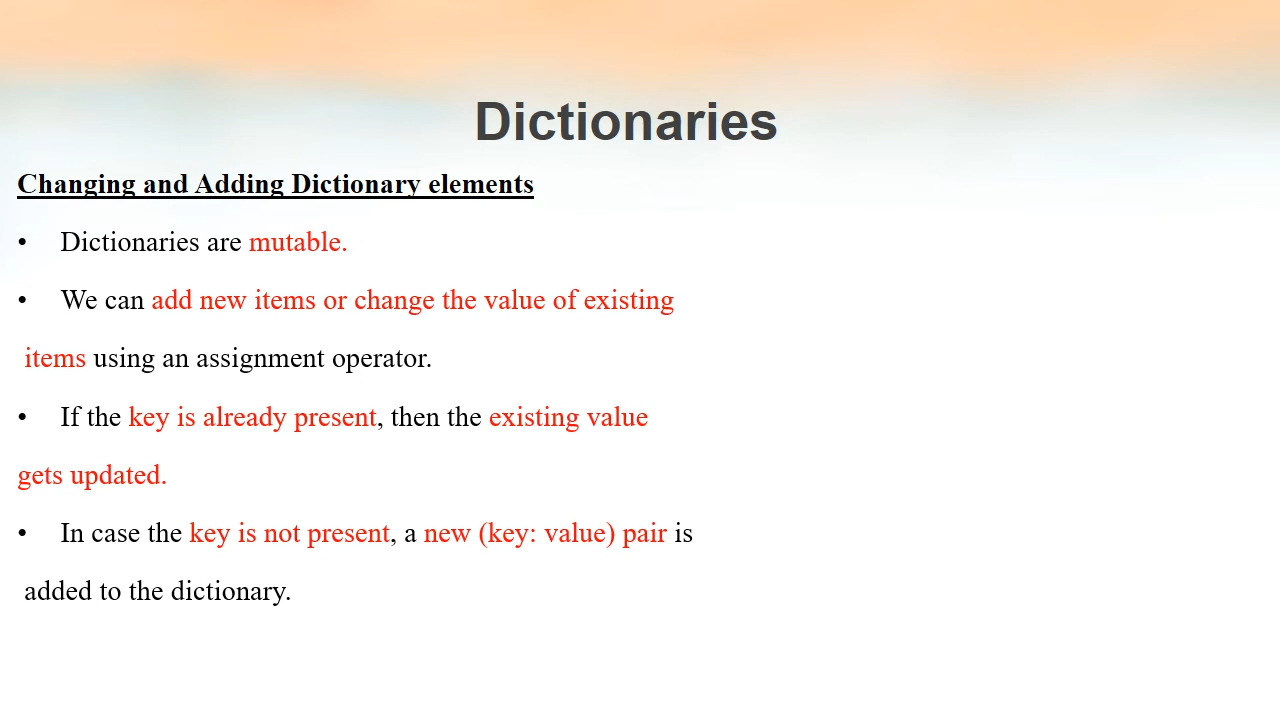 Dictionaries
Changing and Adding Dictionary elements
• Dictionaries are mutable.
• We can add new items or change the value of existing
items using an assignment operator.
• If the key is already present, then the existing value
gets updated.
• In case the key is not present, a new (key: value) pair is
added to the dictionary.